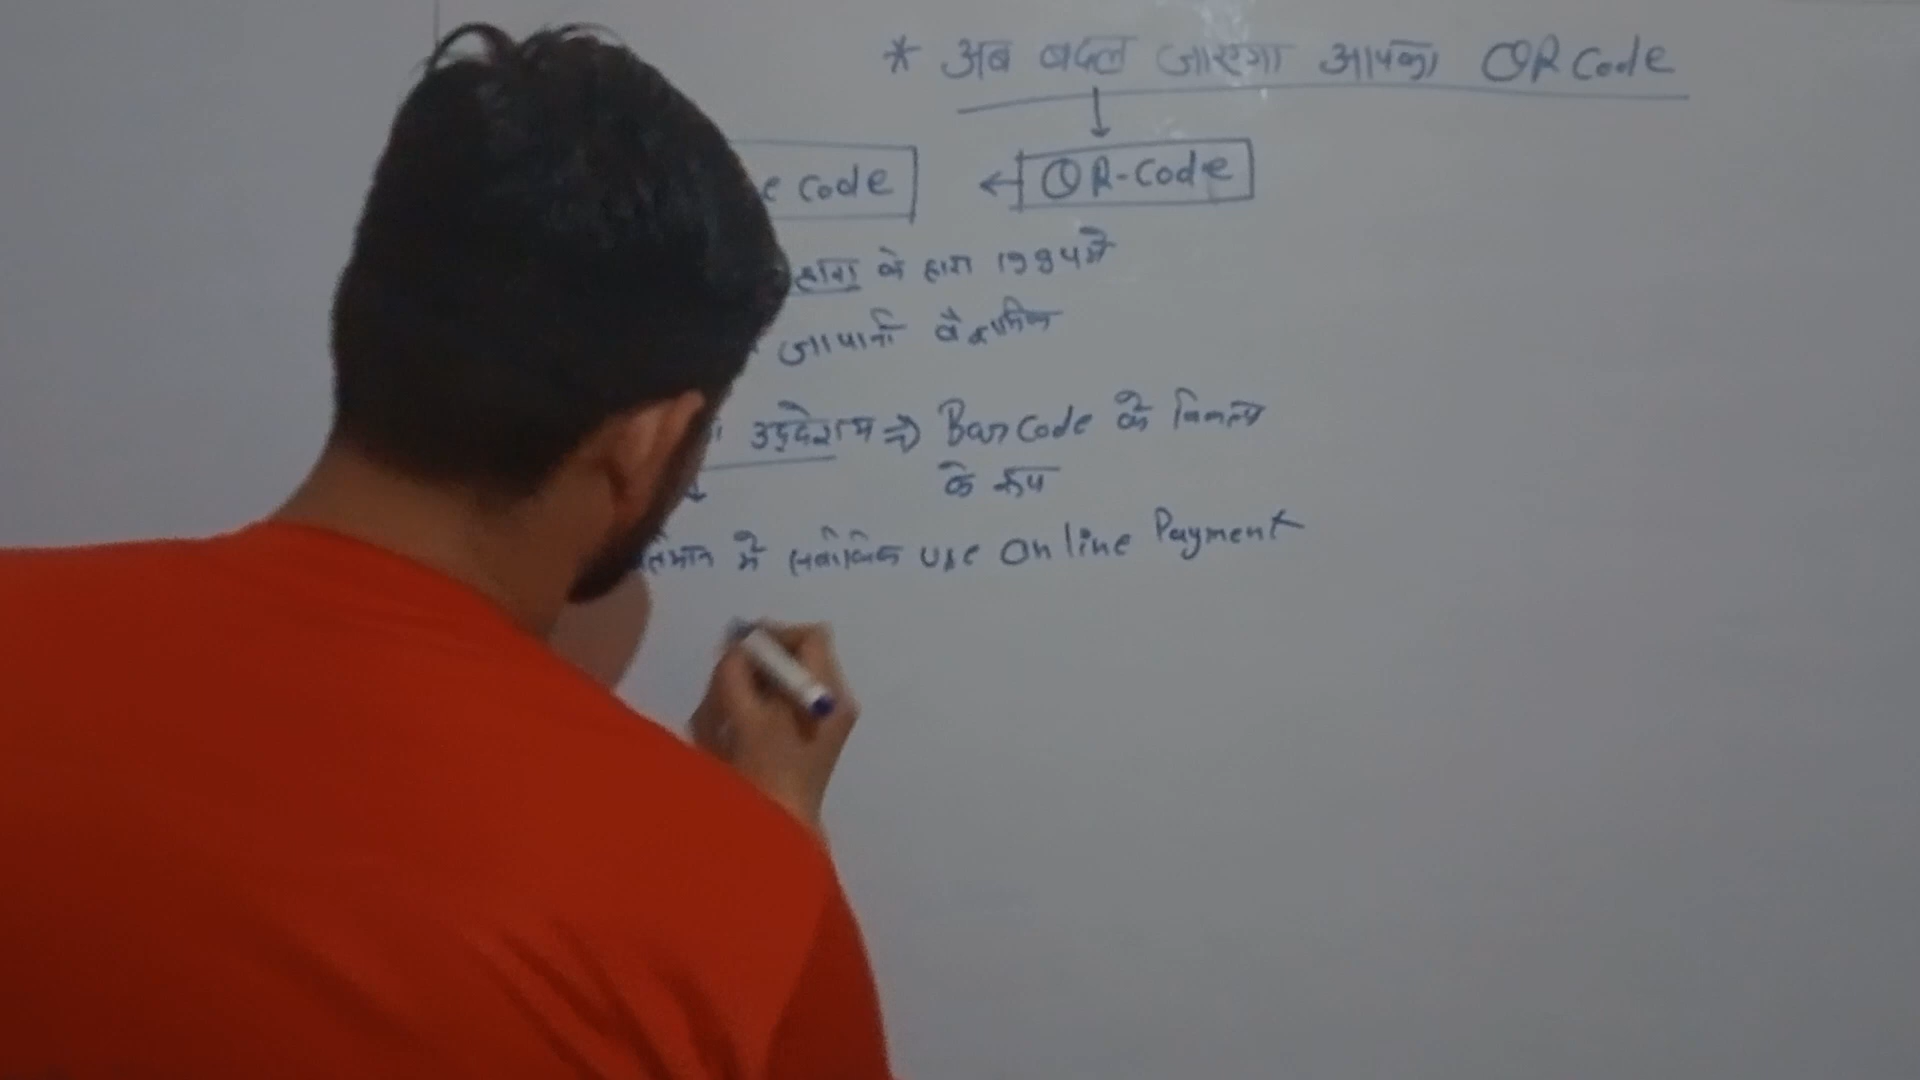 * अब बदल जाएगा आपका QR Code
code ← QR-Code
के द्वारा 1994 में
जापानी वैज्ञानिक
उद्देश्य ⇒ Bar Code के विकल्प
के रूप
में सर्वाधिक use Online Payment